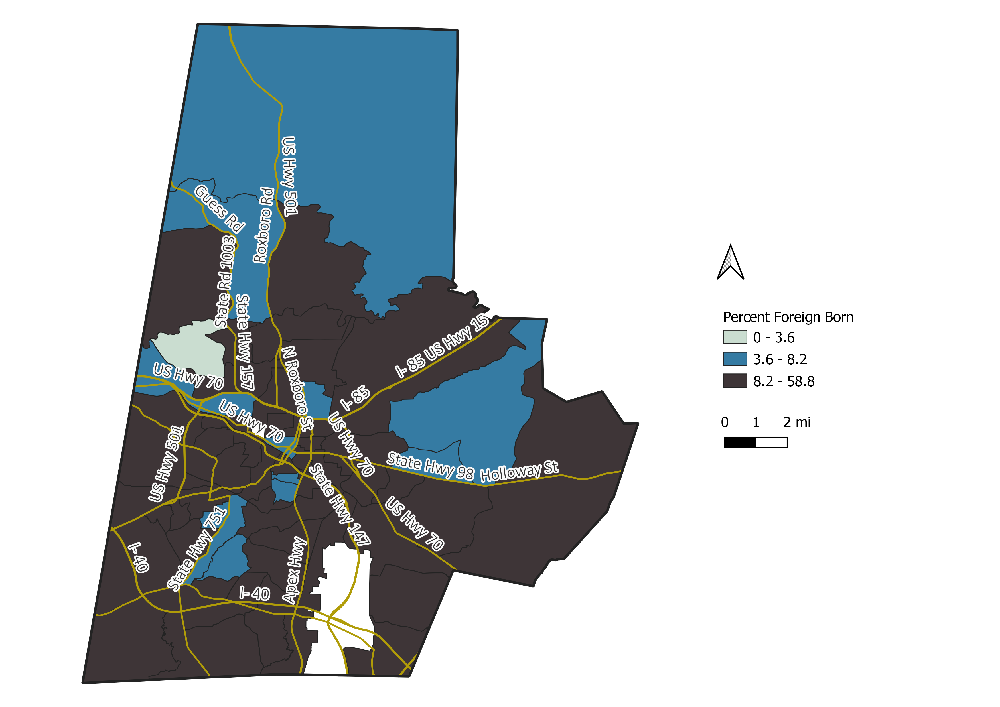 US Hwy 501
Guess Rd
Roxboro Rd
State Rd 1003
State Hwy 157
I- 85 US Hwy 15
N Roxboro St
US Hwy 70
I- 85
US Hwy 70
US Hwy 70
US Hwy 501
State Hwy 98
Holloway St
State Hwy 147
US Hwy 70
State Hwy 751
I- 40
Apex Hwy
I- 40
Percent Foreign Born
0 - 3.6
3.6 - 8.2
8.2 - 58.8
0 1 2 mi